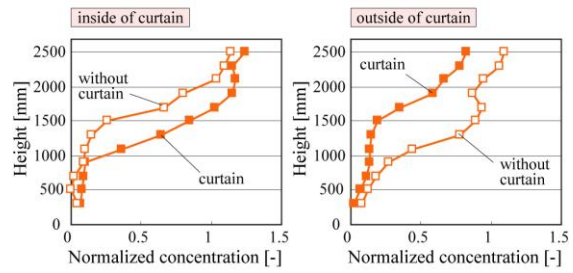 inside of curtain
Height [mm]
2500
2000
1500
1000
500
0
without
curtain
curtain
0
0.5
1
1.5
Normalized concentration [-]
outside of curtain
Height [mm]
2500
2000
1500
1000
500
0
curtain
without
curtain
0
0.5
1
1.5
Normalized concentration [-]